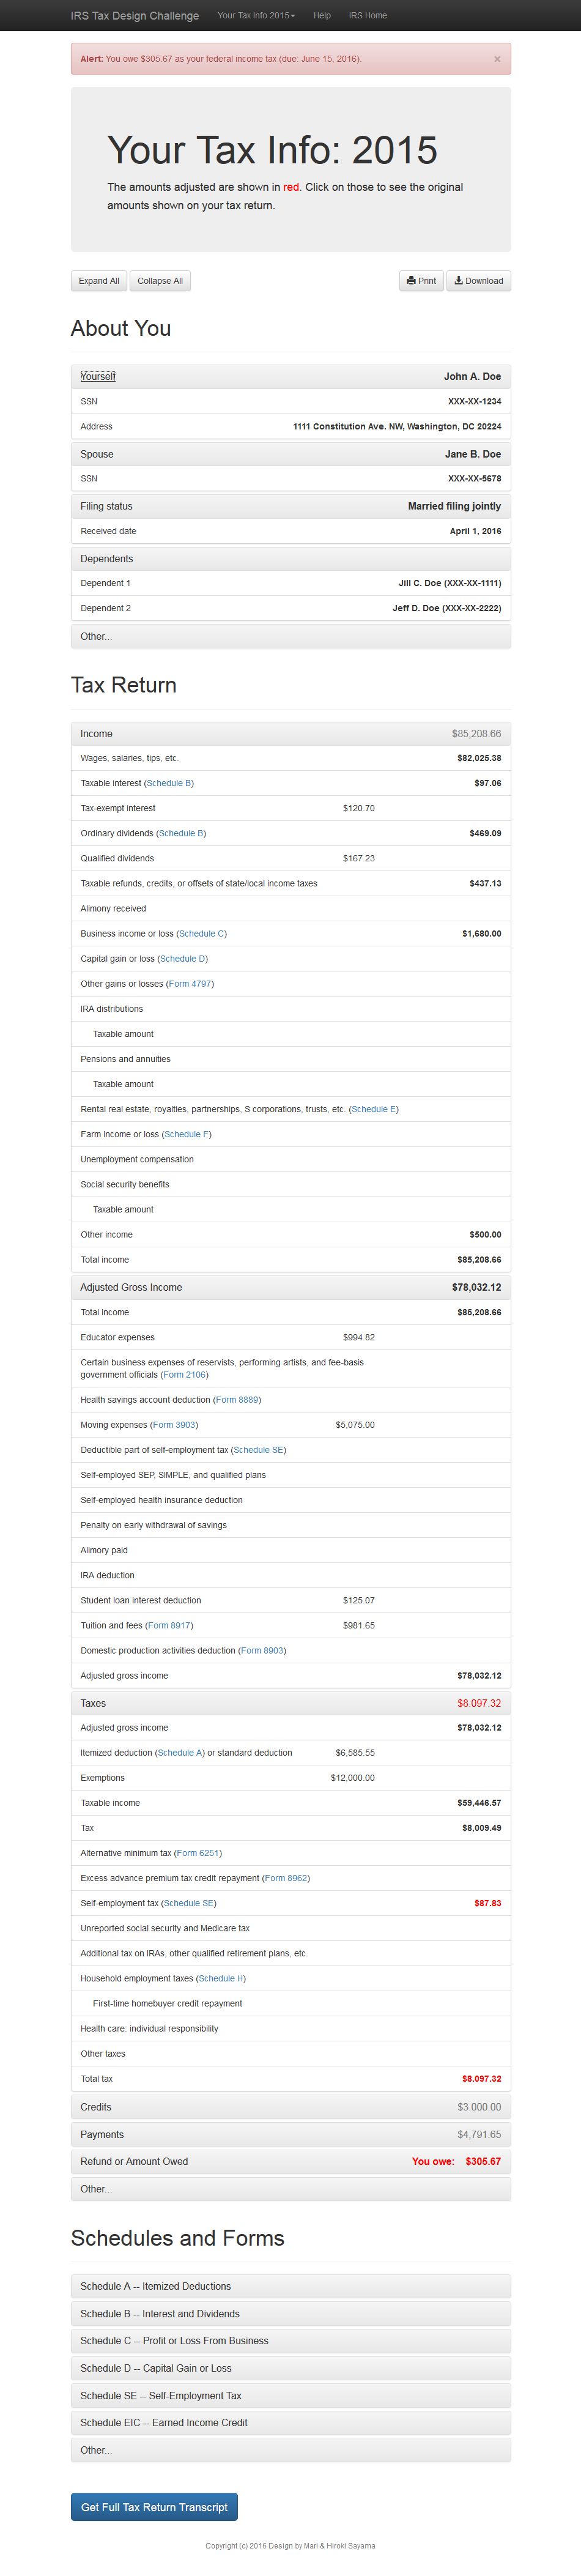 IRS Tax Design Challenge Your Tax Info 2015 Help IRS Home
Alert: You owe $305.67 as your federal income tax (due: June 15, 2016). ×
Your Tax Info: 2015
The amounts adjusted are shown in red. Click on those to see the original
amounts shown on your tax return.
Expand All Collapse All Print Download
About You
Yourself John A. Doe
SSN XXX-XX-1234
Address 1111 Constitution Ave. NW, Washington, DC 20224
Spouse Jane B. Doe
SSN XXX-XX-5678
Filing status Married filing jointly
Received date April 1, 2016
Dependents
Dependent 1 Jill C. Doe (XXX-XX-1111)
Dependent 2 Jeff D. Doe (XXX-XX-2222)
Other...
Tax Return
Income $85,208.66
Wages, salaries, tips, etc. $82,025.38
Taxable interest (Schedule B) $97.06
Tax-exempt interest $120.70
Ordinary dividends (Schedule B) $469.09
Qualified dividends $167.23
Taxable refunds, credits, or offsets of state/local income taxes $437.13
Alimony received
Business income or loss (Schedule C) $1,680.00
Capital gain or loss (Schedule D)
Other gains or losses (Form 4797)
IRA distributions
Taxable amount
Pensions and annuities
Taxable amount
Rental real estate, royalties, partnerships, S corporations, trusts, etc. (Schedule E)
Farm income or loss (Schedule F)
Unemployment compensation
Social security benefits
Taxable amount
Other income $500.00
Total income $85,208.66
Adjusted Gross Income $78,032.12
Total income $85,208.66
Educator expenses $994.82
Certain business expenses of reservists, performing artists, and fee-basis
government officials (Form 2106)
Health savings account deduction (Form 8889)
Moving expenses (Form 3903) $5,075.00
Deductible part of self-employment tax (Schedule SE)
Self-employed SEP, SIMPLE, and qualified plans
Self-employed health insurance deduction
Penalty on early withdrawal of savings
Alimory paid
IRA deduction
Student loan interest deduction $125.07
Tuition and fees (Form 8917) $981.65
Domestic production activities deduction (Form 8903)
Adjusted gross income $78,032.12
Taxes $8.097.32
Adjusted gross income $78,032.12
Itemized deduction (Schedule A) or standard deduction $6,585.55
Exemptions $12,000.00
Taxable income $59,446.57
Tax $8,009.49
Alternative minimum tax (Form 6251)
Excess advance premium tax credit repayment (Form 8962)
Self-employment tax (Schedule SE) $87.83
Unreported social security and Medicare tax
Additional tax on IRAs, other qualified retirement plans, etc.
Household employment taxes (Schedule H)
First-time homebuyer credit repayment
Health care: individual responsibility
Other taxes
Total tax $8.097.32
Credits $3.000.00
Payments $4,791.65
Refund or Amount Owed You owe: $305.67
Other...
Schedules and Forms
Schedule A -- Itemized Deductions
Schedule B -- Interest and Dividends
Schedule C -- Profit or Loss From Business
Schedule D -- Capital Gain or Loss
Schedule SE -- Self-Employment Tax
Schedule EIC -- Earned Income Credit
Other...
Get Full Tax Return Transcript
Copyright (c) 2016 Design by Mari & Hiroki Sayama